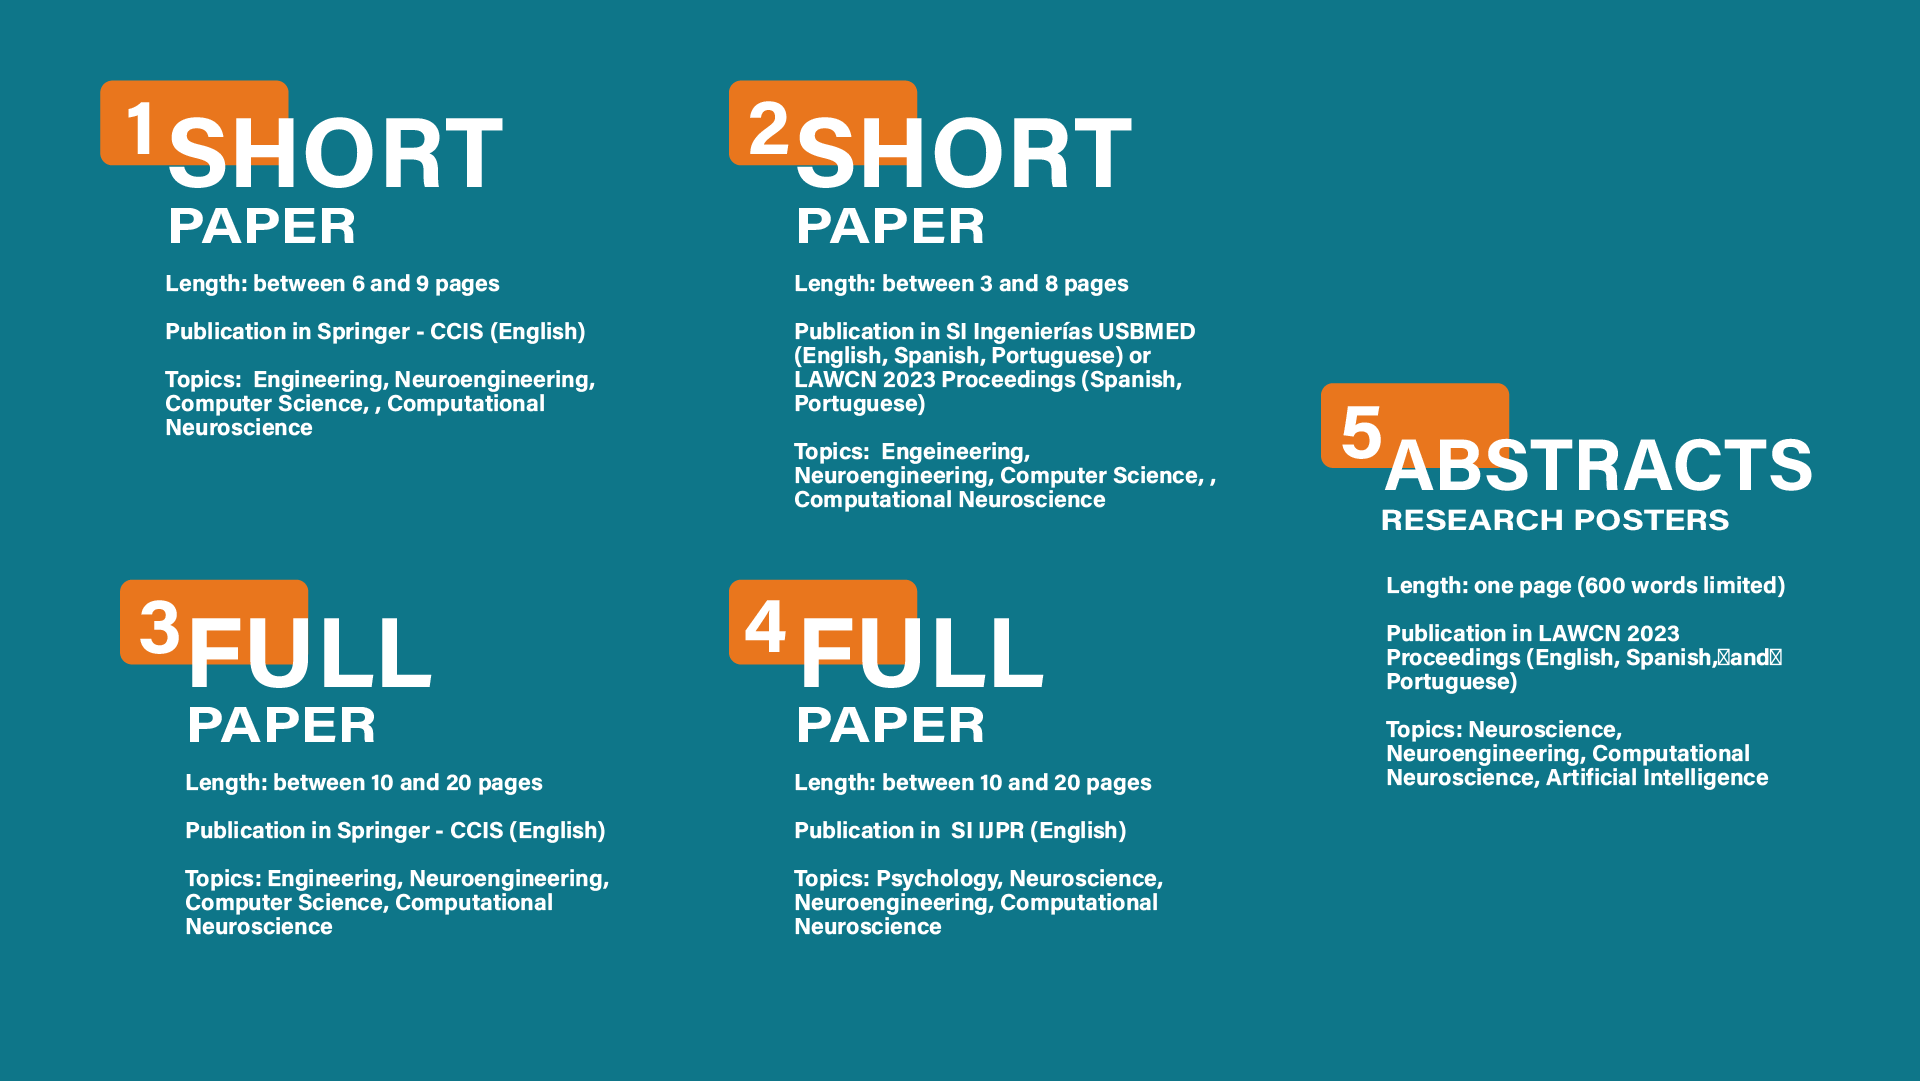 1 SHORT
PAPER
Length: between 6 and 9 pages
Publication in Springer - CCIS (English)
Topics:  Engineering, Neuroengineering,
Computer Science, , Computational
Neuroscience
2 SHORT
PAPER
Length: between 3 and 8 pages
Publication in SI Ingenierías USBMED
(English, Spanish, Portuguese) or
LAWCN 2023 Proceedings (Spanish,
Portuguese)
Topics:  Engeineering,
Neuroengineering, Computer Science, ,
Computational Neuroscience
3 FULL
PAPER
Length: between 10 and 20 pages
Publication in Springer - CCIS (English)
Topics: Engineering, Neuroengineering,
Computer Science, Computational
Neuroscience
4 FULL
PAPER
Length: between 10 and 20 pages
Publication in  SI IJPR (English)
Topics: Psychology, Neuroscience,
Neuroengineering, Computational
Neuroscience
5 ABSTRACTS
RESEARCH POSTERS
Length: one page (600 words limited)
Publication in LAWCN 2023
Proceedings (English, Spanish, and
Portuguese)
Topics: Neuroscience,
Neuroengineering, Computational
Neuroscience, Artificial Intelligence